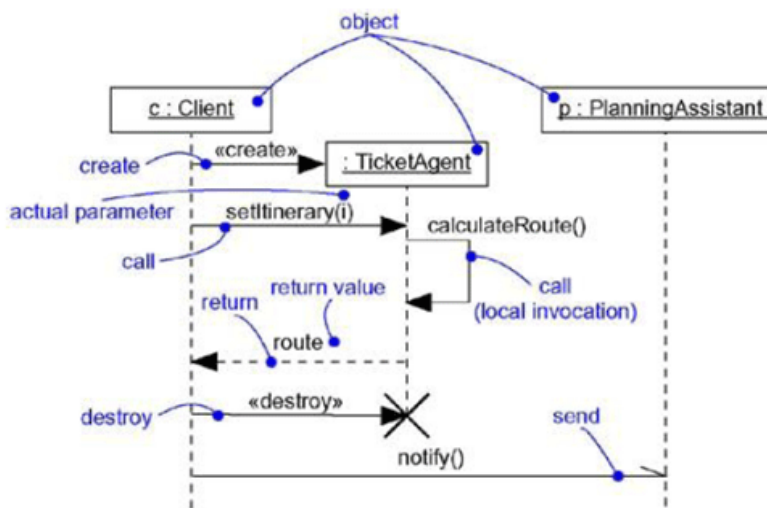 object
c : Client
p : PlanningAssistant
«create»
create
: TicketAgent
actual parameter
setItinerary(i)
calculateRoute()
call
call
(local invocation)
return value
return
route
«destroy»
destroy
send
notify()